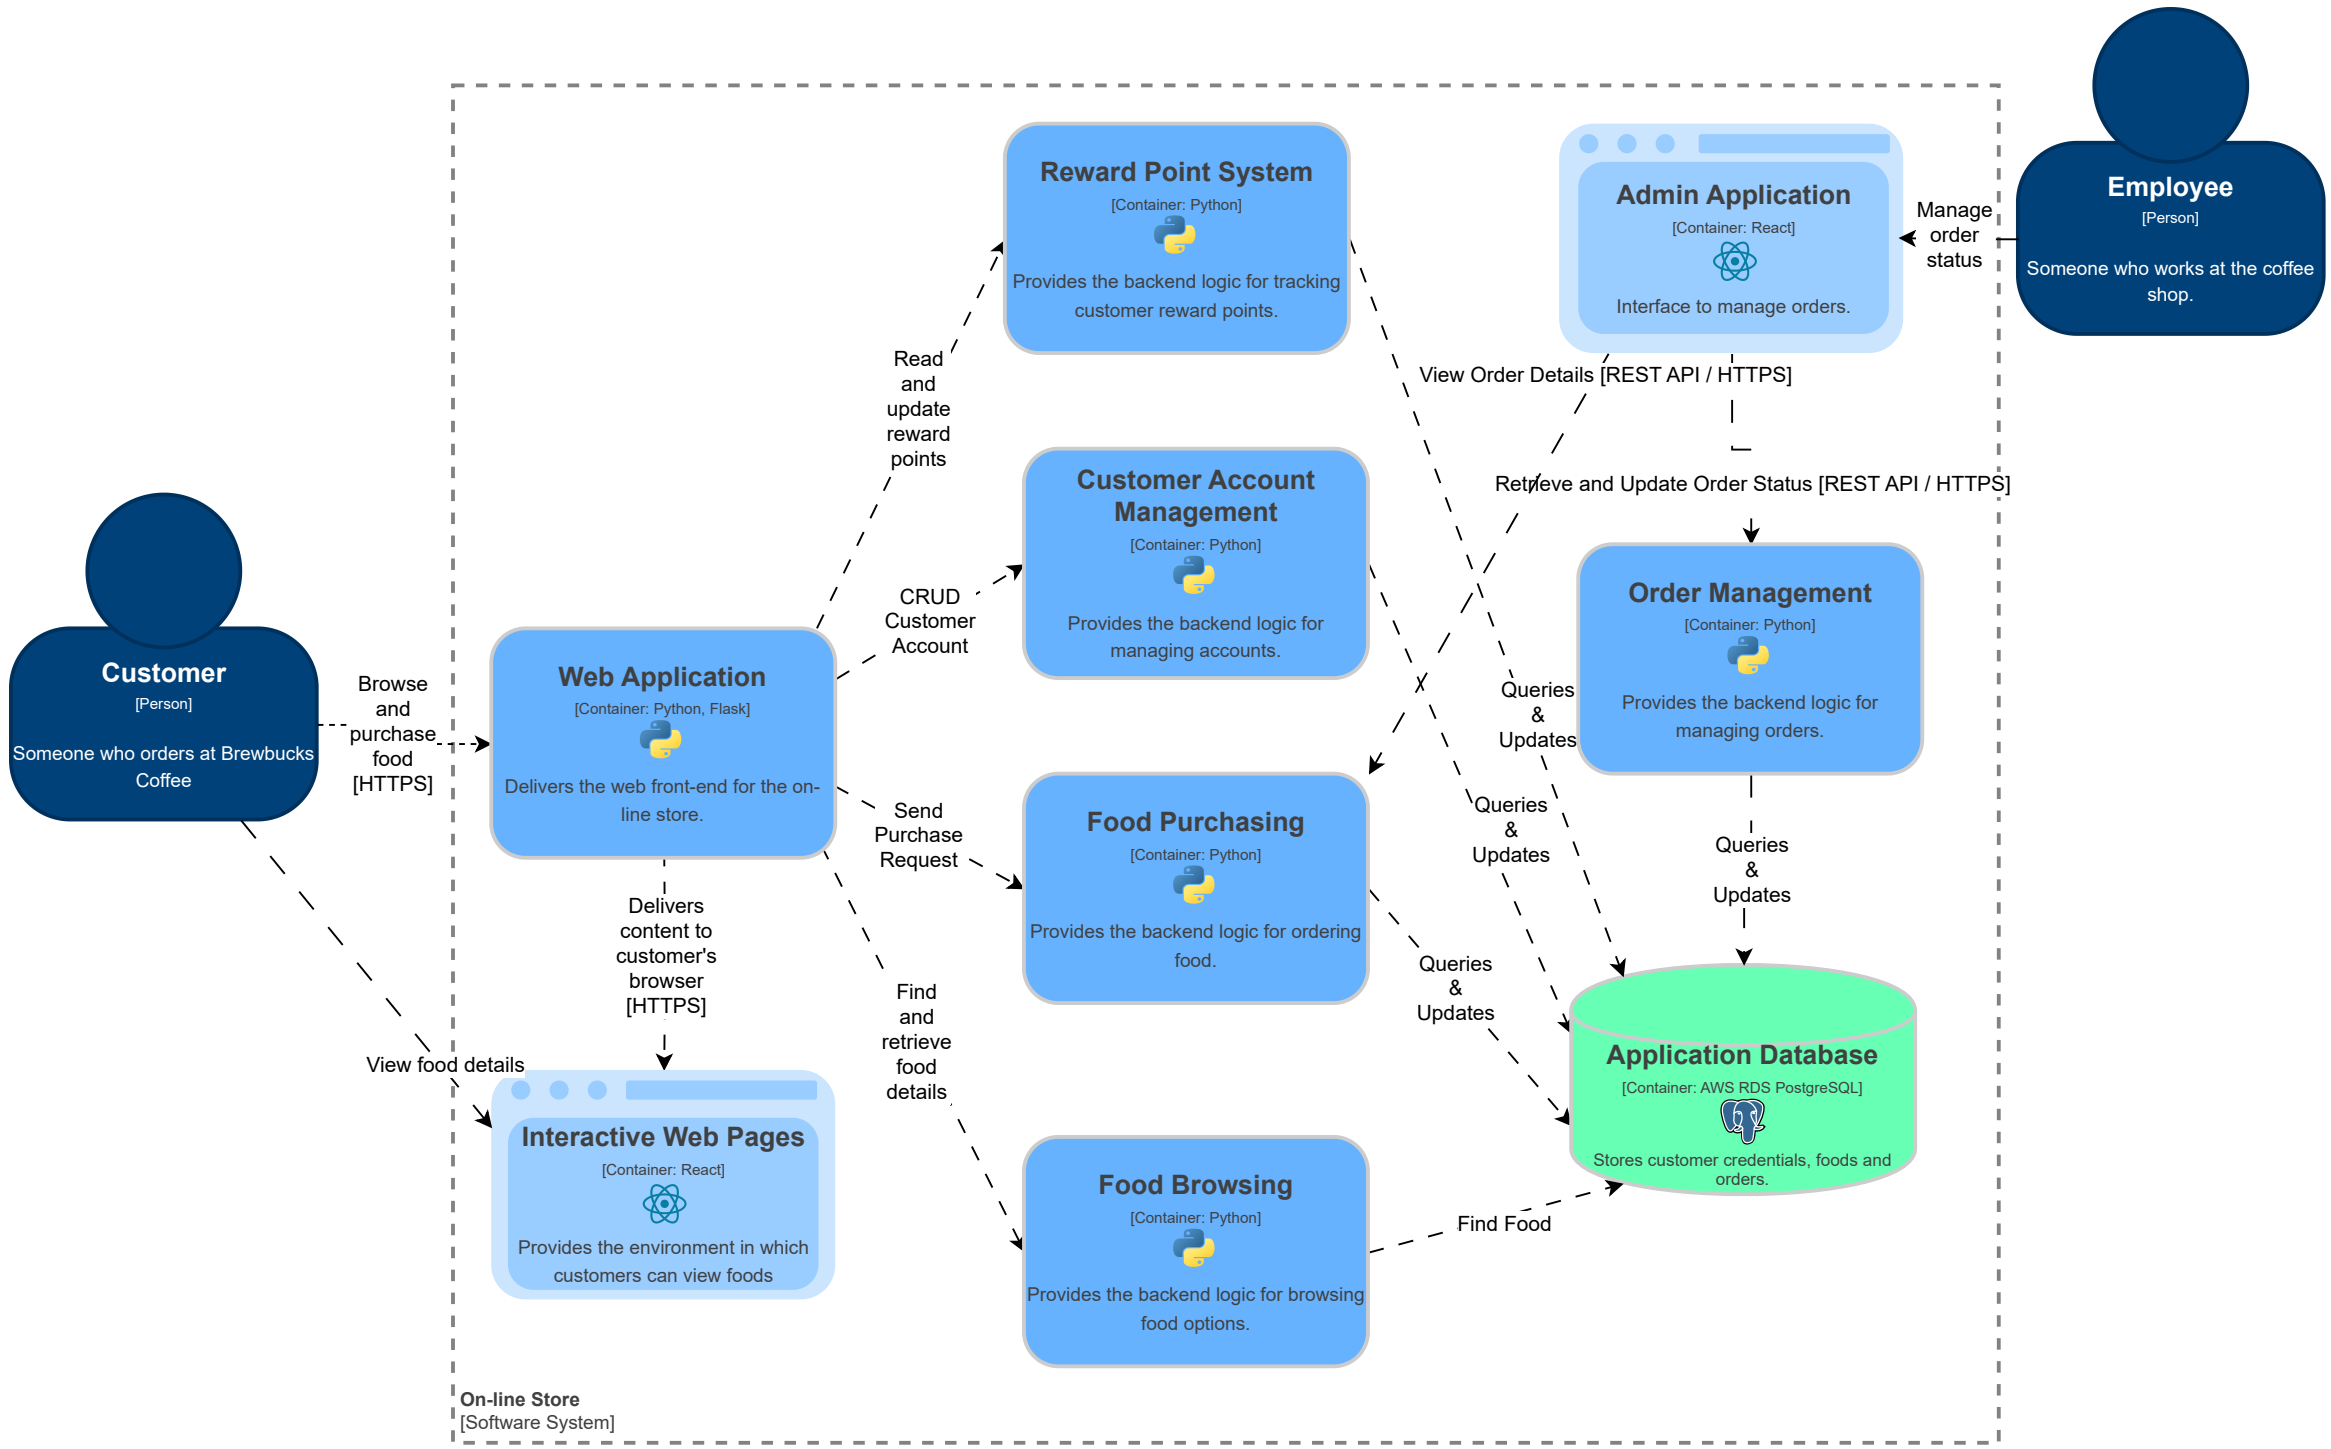 Reward Point System
[Container: Python]
Provides the backend logic for tracking
customer reward points.
Admin Application
[Container: React]
Interface to manage orders.
Manage
order
status
Employee
[Person]
Someone who works at the coffee
shop.
Read
and
update
reward
points
View Order Details [REST API / HTTPS]
Retrieve and Update Order Status [REST API / HTTPS]
Customer Account
Management
[Container: Python]
Provides the backend logic for
managing accounts.
CRUD
Customer
Account
Order Management
[Container: Python]
Provides the backend logic for
managing orders.
Customer
[Person]
Someone who orders at Brewbucks
Coffee
Browse
and
purchase
food
[HTTPS]
Web Application
[Container: Python, Flask]
Delivers the web front-end for the on-
line store.
Queries
&
Updates
Send
Purchase
Request
Food Purchasing
[Container: Python]
Provides the backend logic for ordering
food.
Queries
&
Updates
Queries
&
Updates
Delivers
content to
customer's
browser
[HTTPS]
Find
and
retrieve
food
details
Queries
&
Updates
View food details
Application Database
[Container: AWS RDS PostgreSQL]
Stores customer credentials, foods and
orders.
Interactive Web Pages
[Container: React]
Provides the environment in which
customers can view foods
Food Browsing
[Container: Python]
Provides the backend logic for browsing
food options.
Find Food
On-line Store
[Software System]